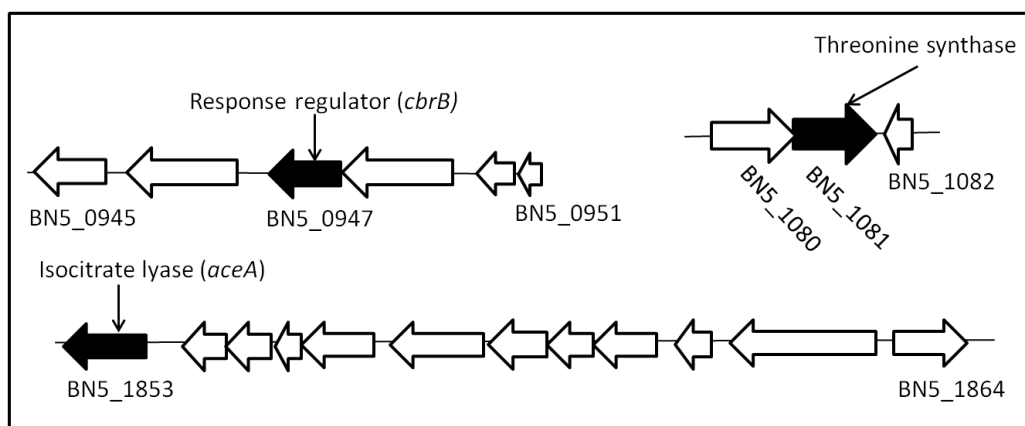 Threonine synthase
Response regulator (cbrB)
BN5_0945
BN5_0947
BN5_0951
BN5_1080
BN5_1081
BN5_1082
Isocitrate lyase (aceA)
BN5_1853
BN5_1864